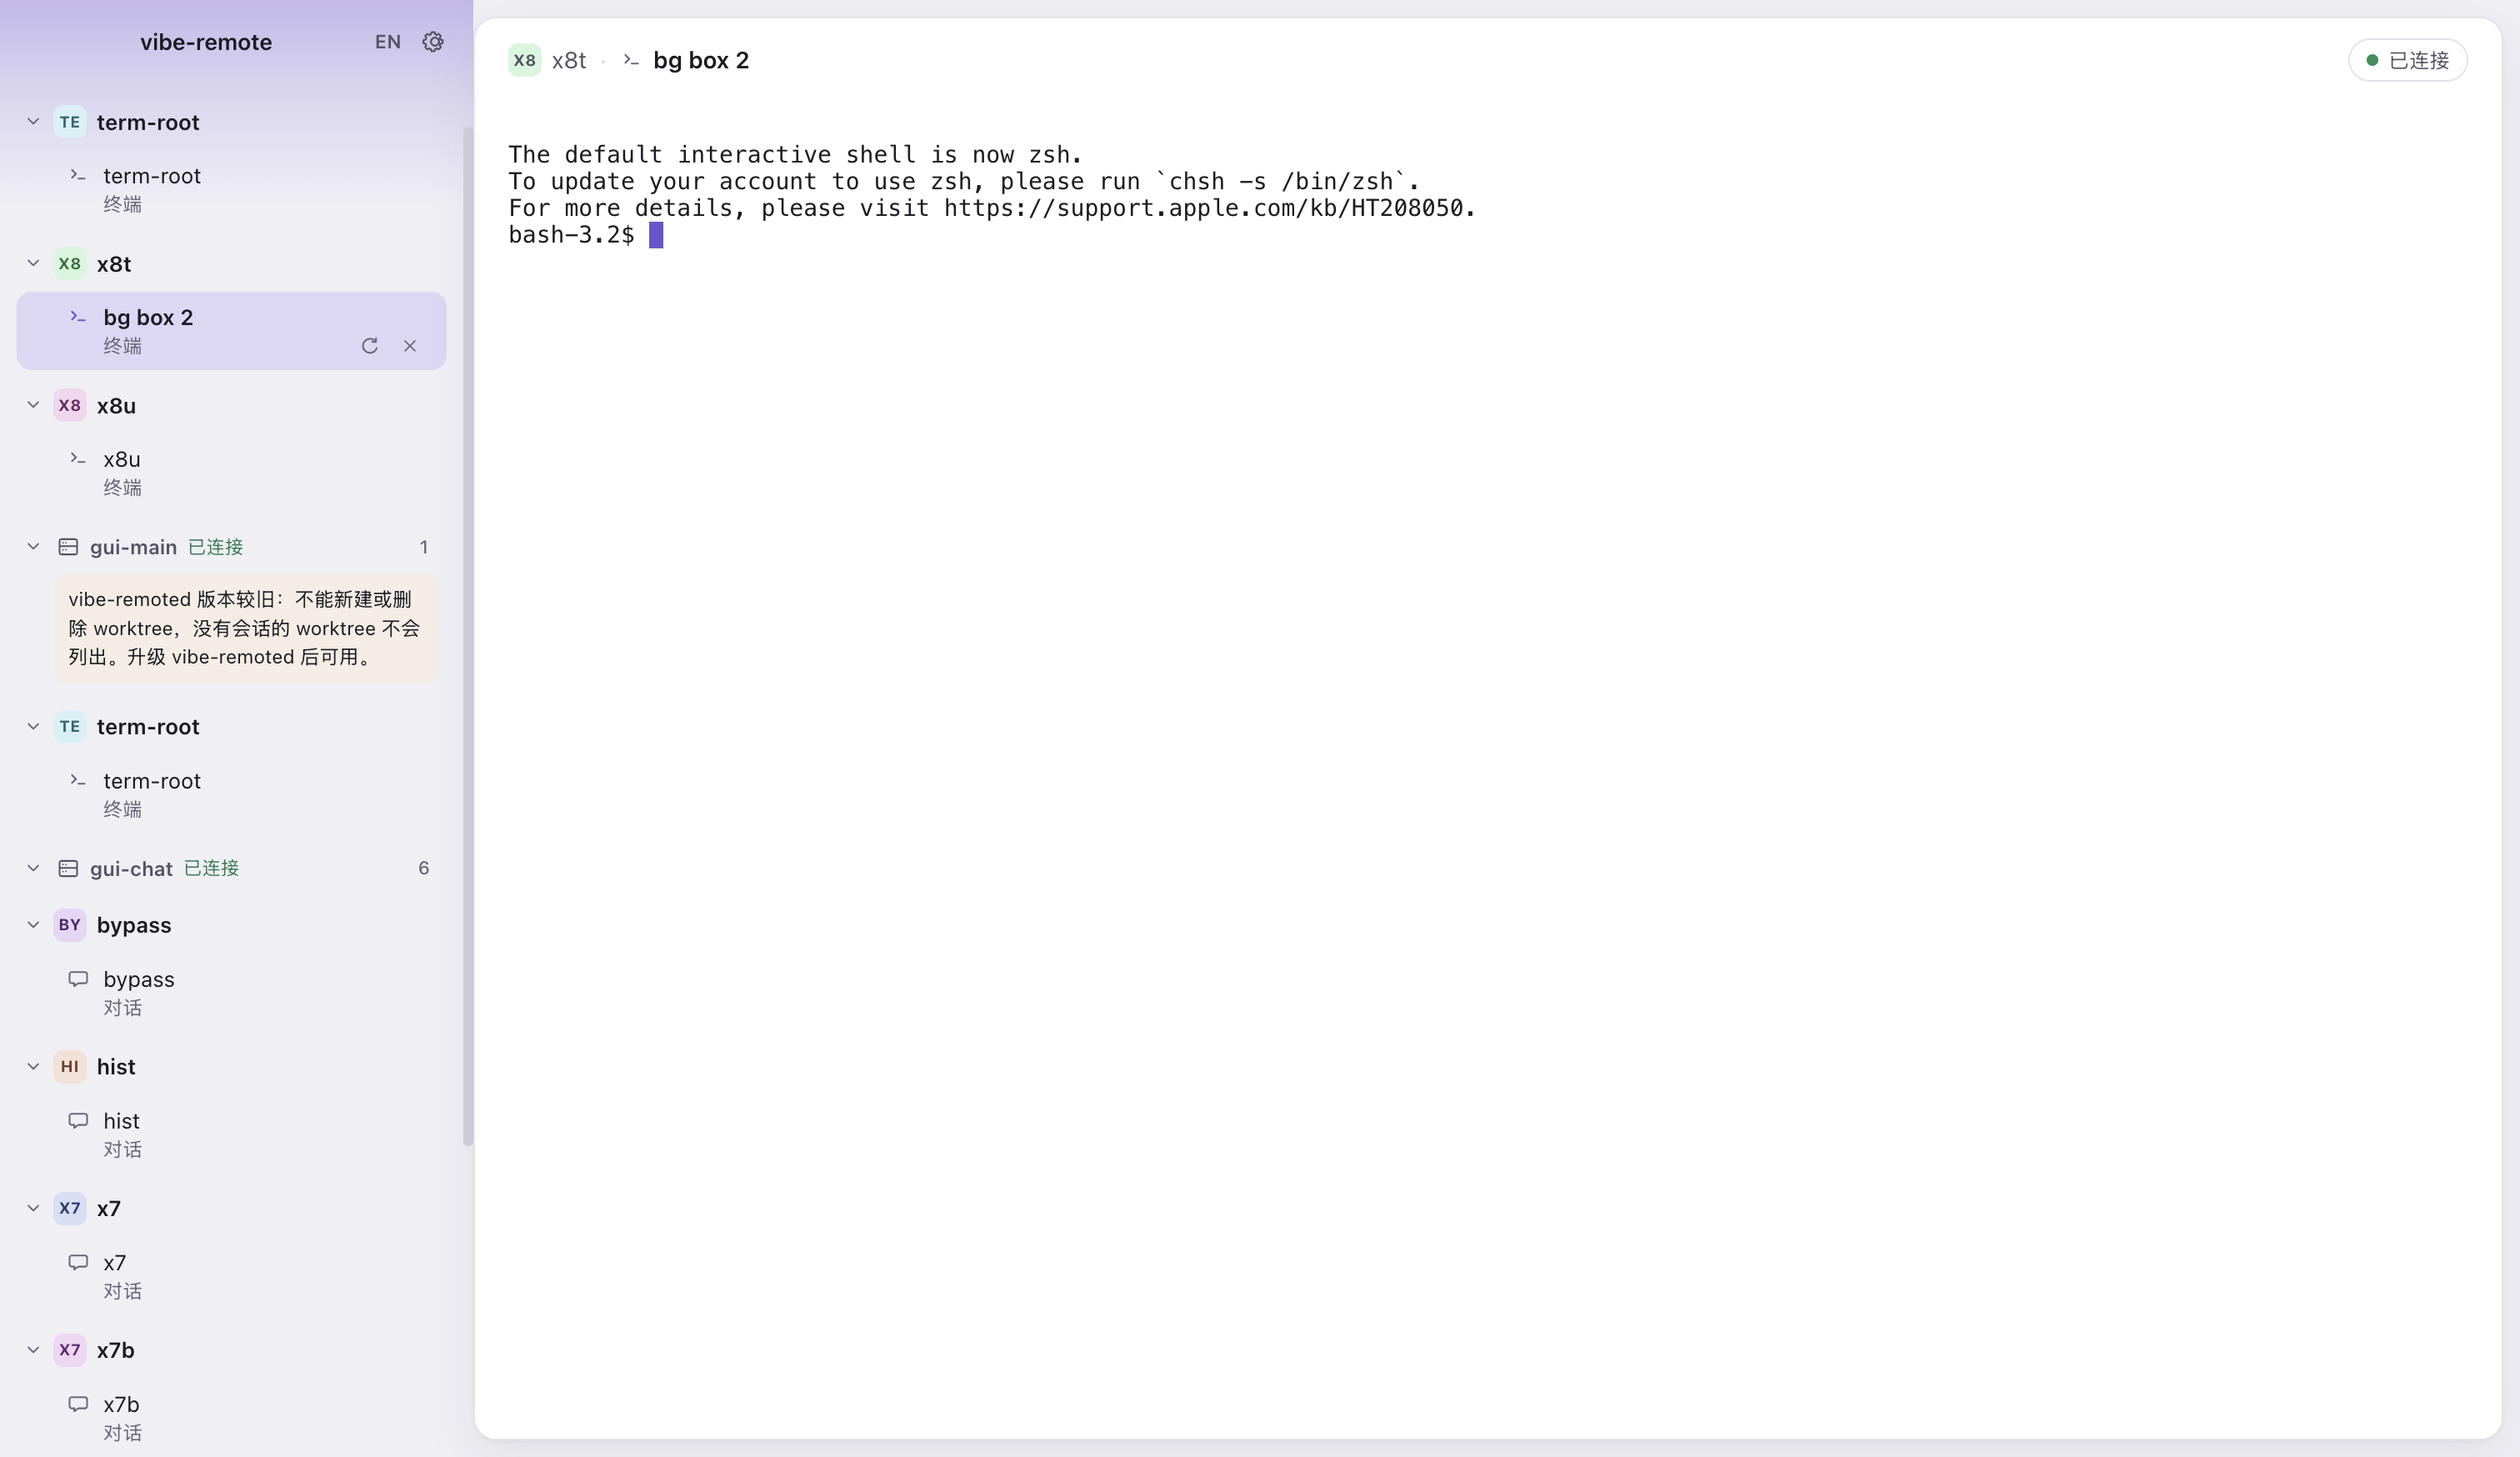 vibe-remote
EN
TE term-root
term-root
终端
X8 x8t
bg box 2
终端
X8 x8u
x8u
终端
gui-main 已连接 1
vibe-remoted 版本较旧：不能新建或删
除 worktree，没有会话的 worktree 不会
列出。升级 vibe-remoted 后可用。
TE term-root
term-root
终端
gui-chat 已连接 6
BY bypass
bypass
对话
HI hist
hist
对话
X7 x7
x7
对话
X7 x7b
x7b
对话
X8 x8t · >_ bg box 2
已连接
The default interactive shell is now zsh.
To update your account to use zsh, please run `chsh -s /bin/zsh`.
For more details, please visit https://support.apple.com/kb/HT208050.
bash-3.2$